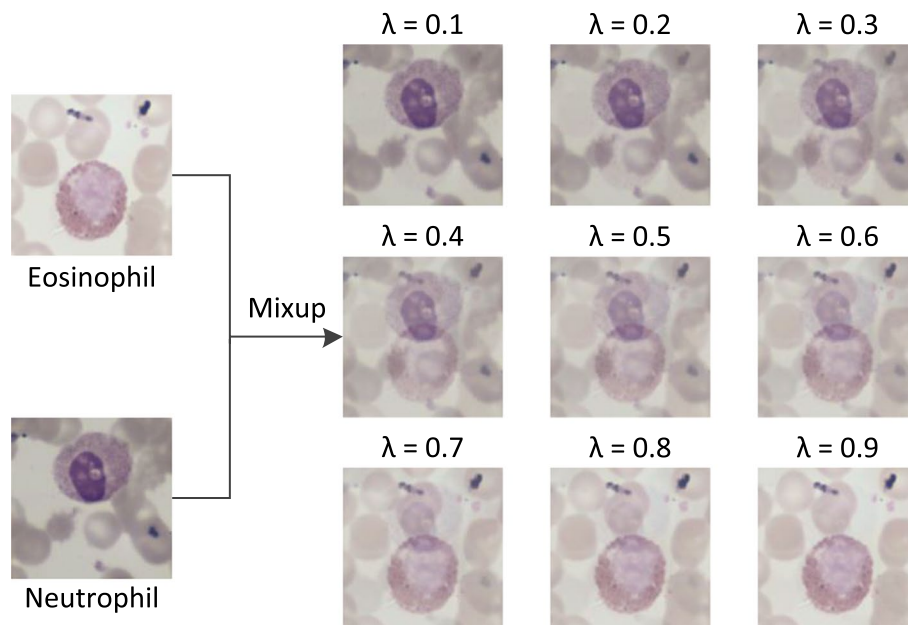 λ = 0.1 λ = 0.2 λ = 0.3
Eosinophil
λ = 0.4 λ = 0.5 λ = 0.6
Mixup
λ = 0.7 λ = 0.8 λ = 0.9
Neutrophil